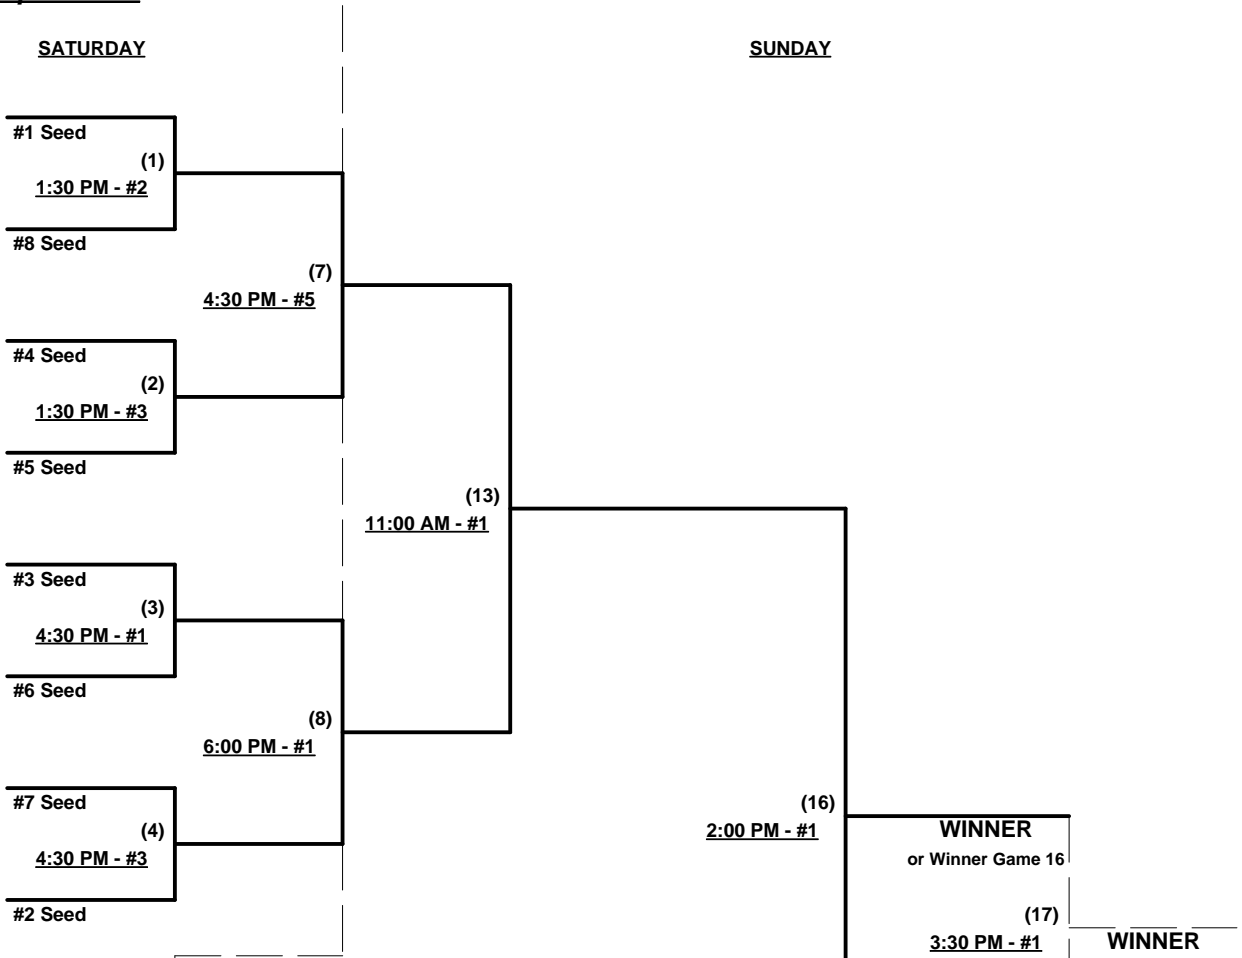 SATURDAY
SUNDAY
#1 Seed
(1)
1:30 PM - #2
#8 Seed
(7)
4:30 PM - #5
#4 Seed
(2)
1:30 PM - #3
#5 Seed
(13)
11:00 AM - #1
#3 Seed
(3)
4:30 PM - #1
#6 Seed
(8)
6:00 PM - #1
#7 Seed
(4)
4:30 PM - #3
#2 Seed
(16)
2:00 PM - #1
WINNER
or Winner Game 16
(17)
3:30 PM - #1
WINNER